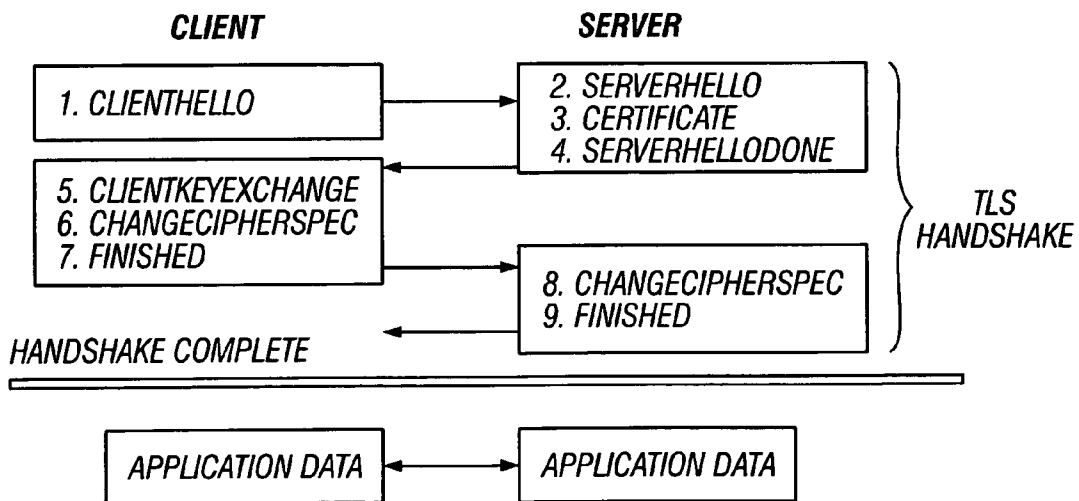 CLIENT
SERVER
1. CLIENTHELLO
2. SERVERHELLO
3. CERTIFICATE
4. SERVERHELLODONE
5. CLIENTKEYEXCHANGE
6. CHANGECIPHERSPEC
7. FINISHED
8. CHANGECIPHERSPEC
9. FINISHED
TLS
HANDSHAKE
HANDSHAKE COMPLETE
APPLICATION DATA
APPLICATION DATA